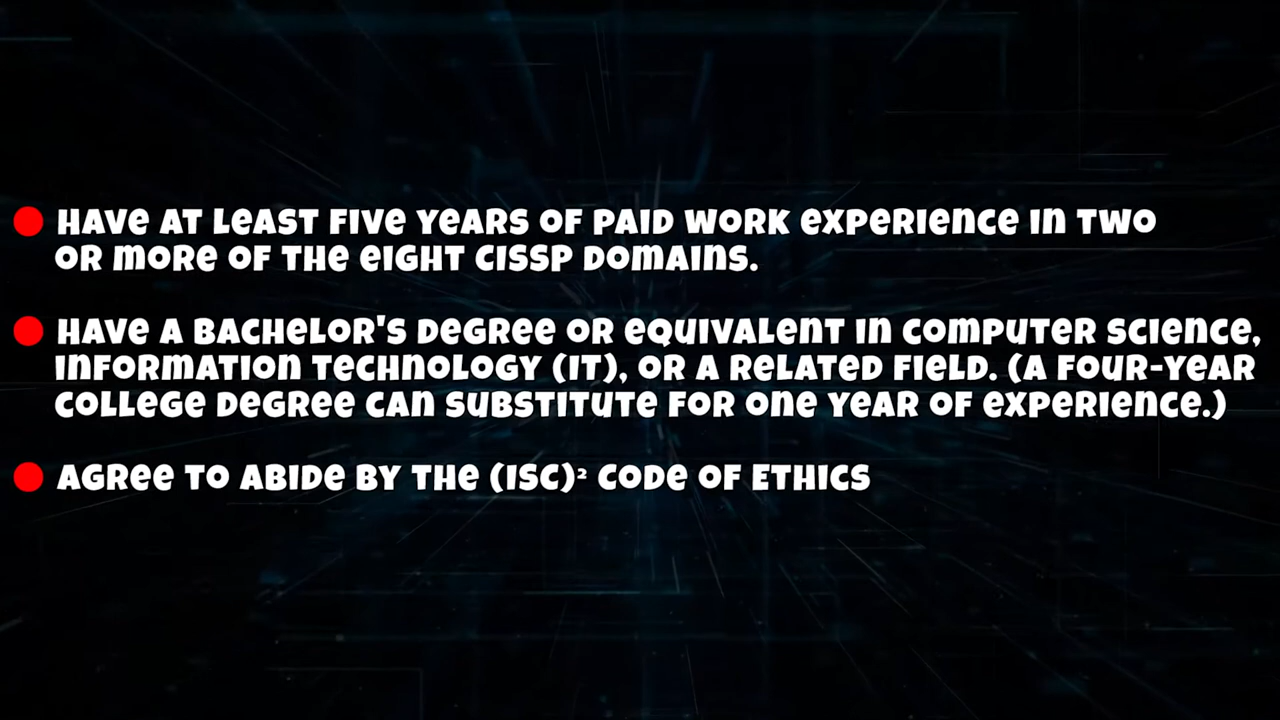 Have at least five years of paid work experience in two
or more of the eight CISSP domains.
Have a bachelor's degree or equivalent in computer science,
information technology (IT), or a related field. (A four-year
college degree can substitute for one year of experience.)
Agree to abide by the (ISC)² Code of Ethics